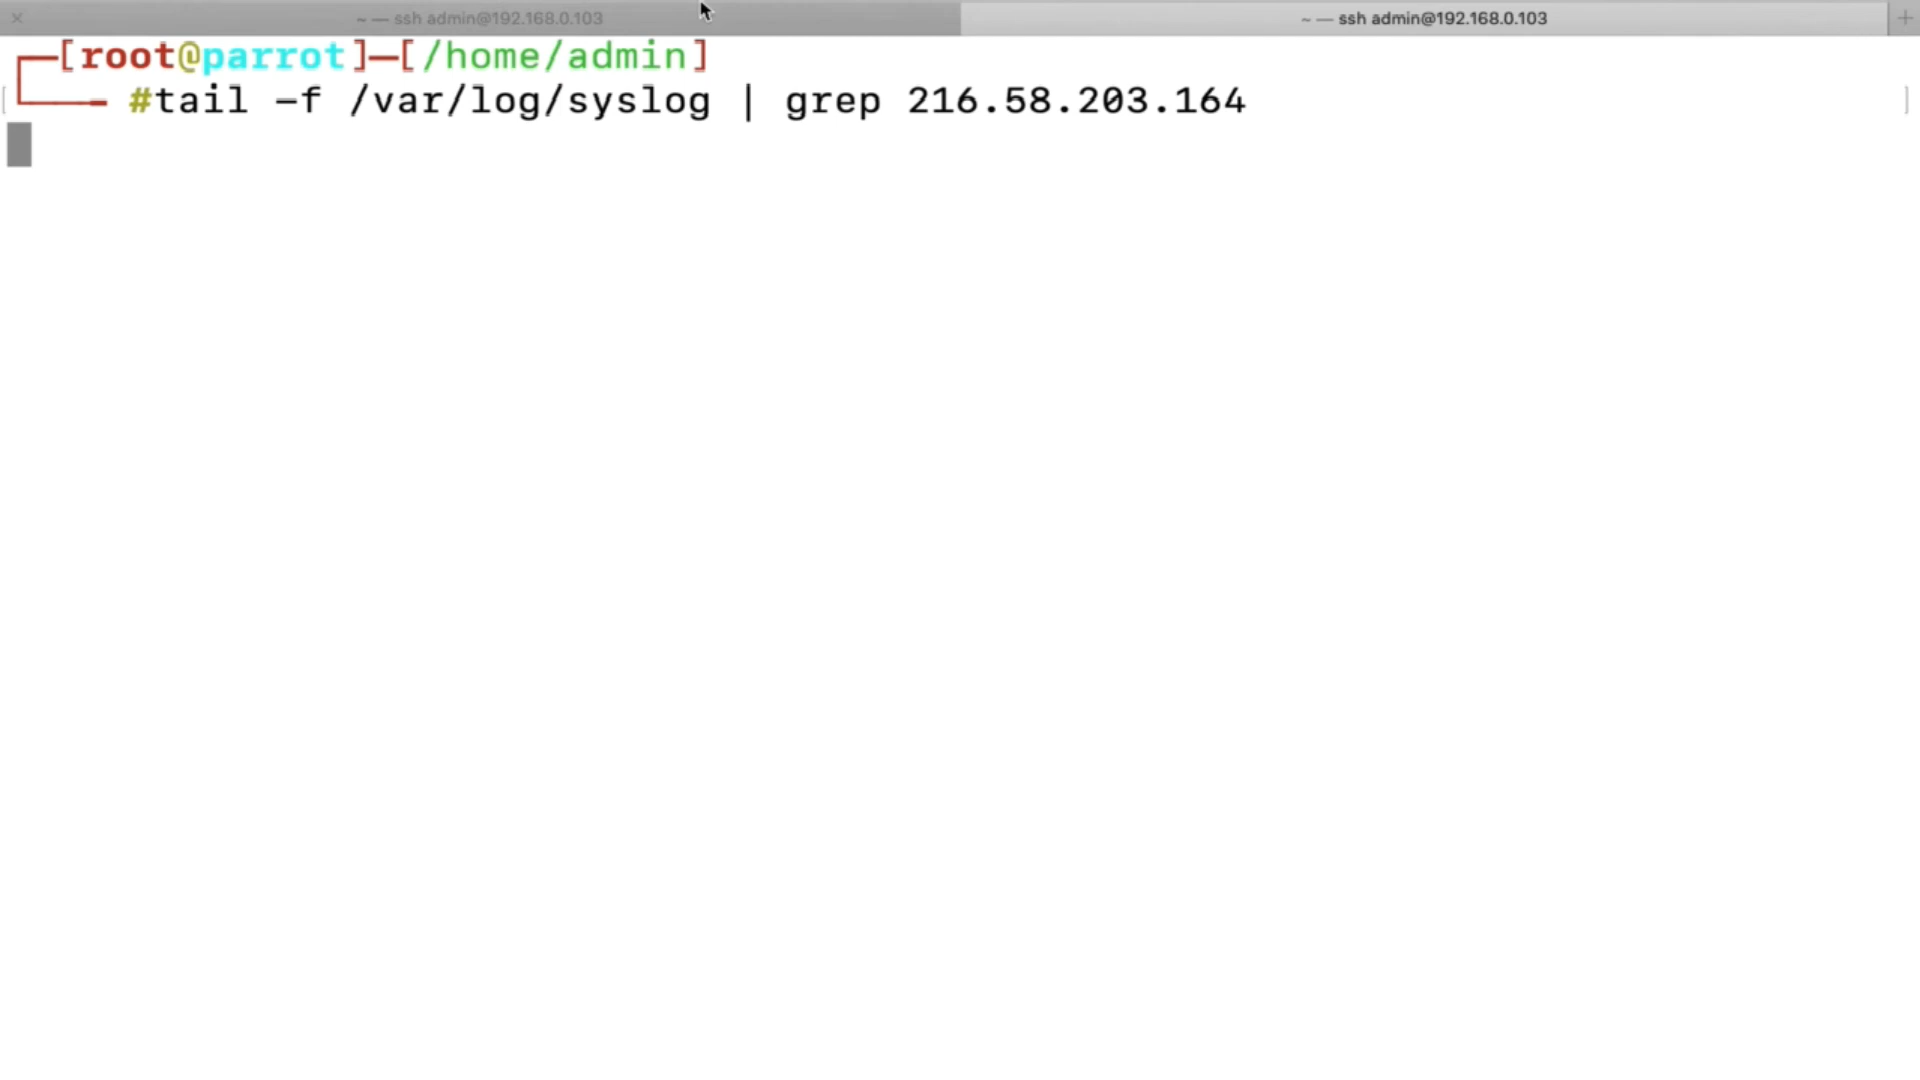 ~ — ssh admin@192.168.0.103
~ — ssh admin@192.168.0.103
[root@parrot]─[/home/admin]
#tail -f /var/log/syslog | grep 216.58.203.164